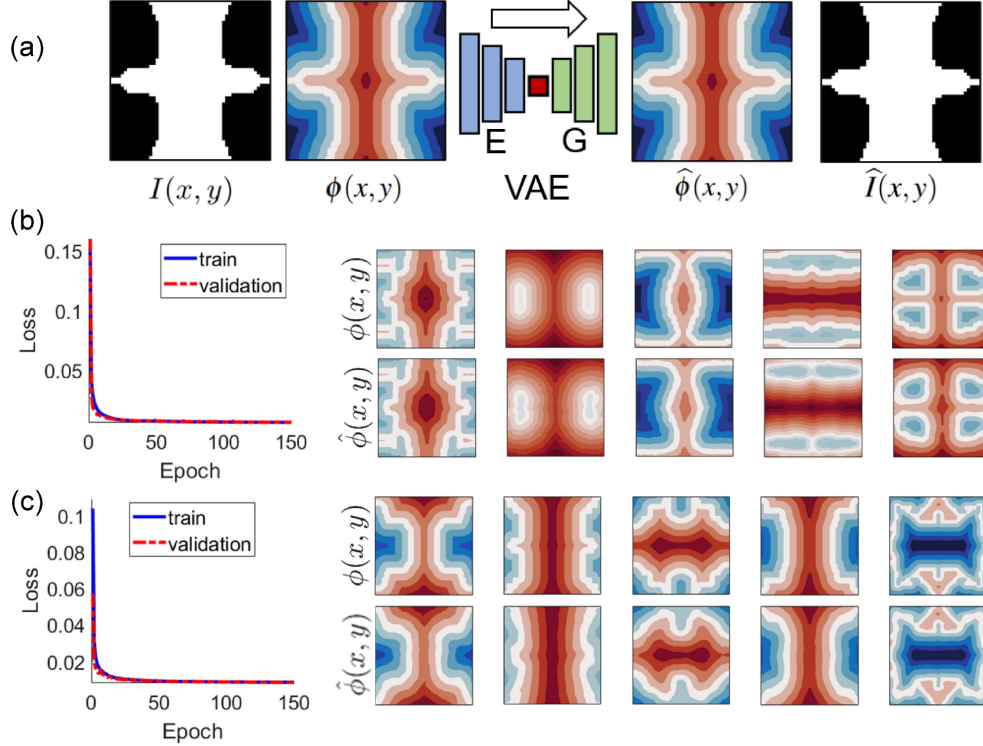 (a)
E
G
I(x, y)
ϕ(x, y)
VAE
ϕ̂(x, y)
Î(x, y)
(b)
0.15
0.1
0.05
Loss
train
validation
0
50
100
150
Epoch
ϕ(x, y)
ϕ̂(x, y)
(c)
0.1
0.08
0.06
0.04
0.02
Loss
train
validation
0
50
100
150
Epoch
ϕ(x, y)
ϕ̂(x, y)